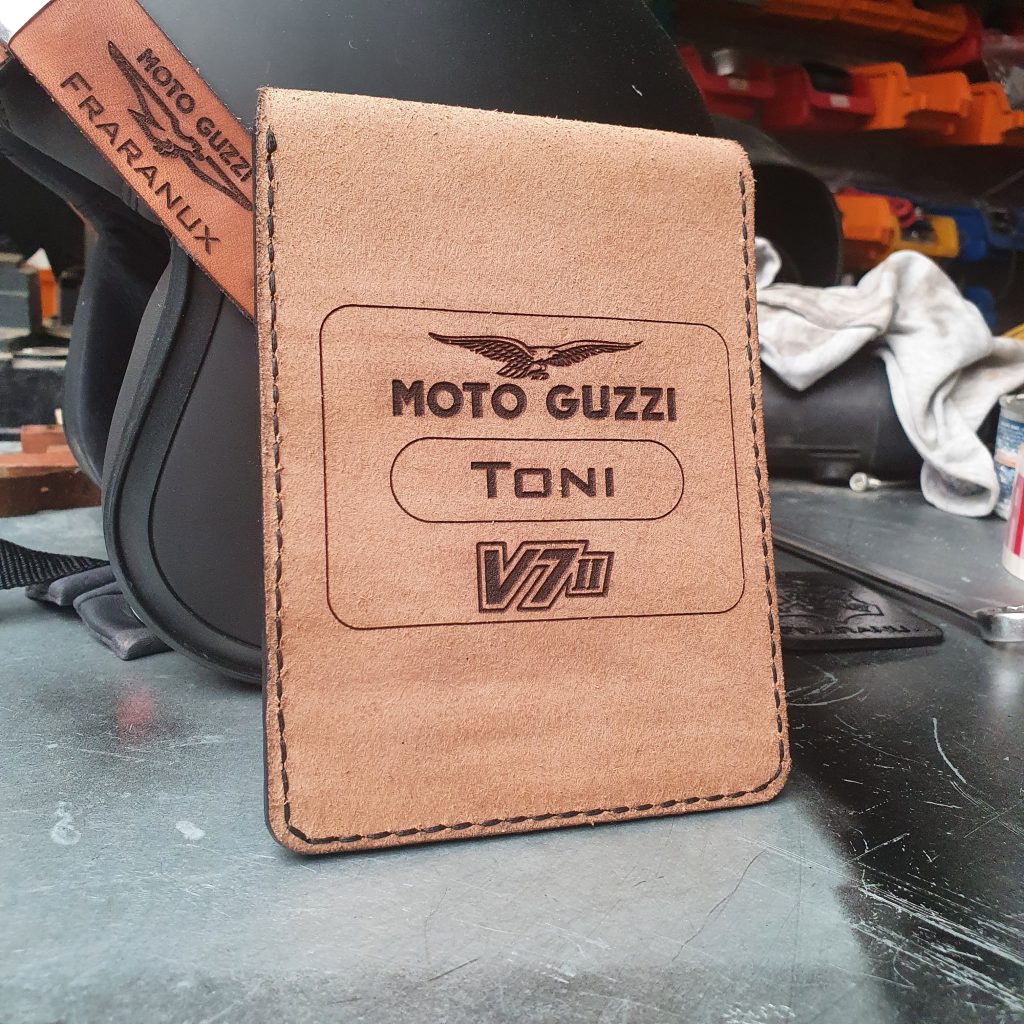 MOTO GUZZI
FRARANUX
MOTO GUZZI
TONI
V7II